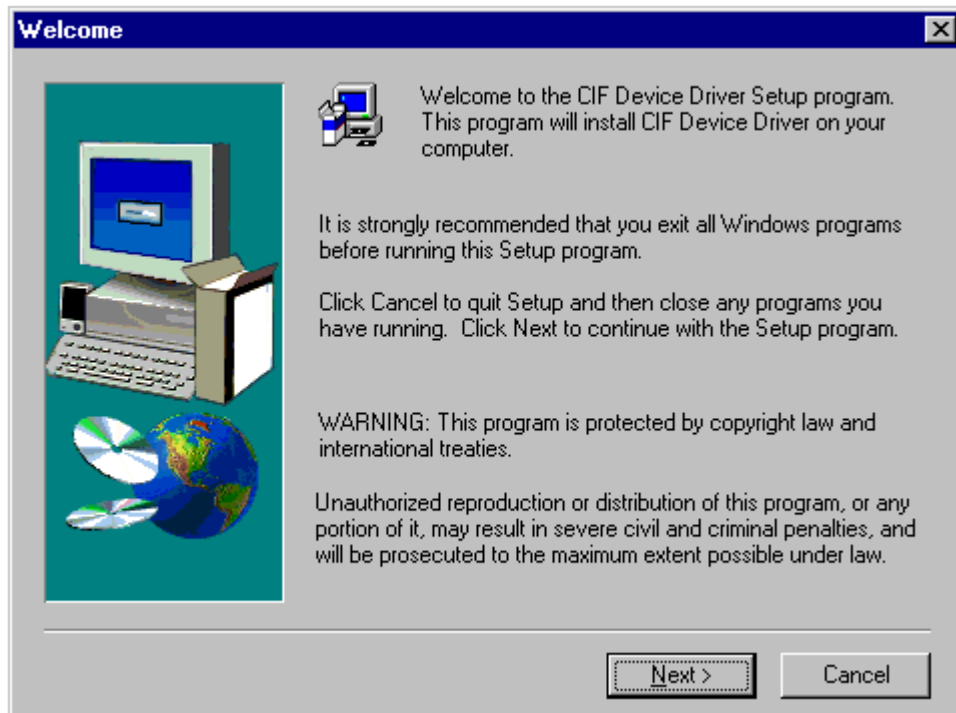 Welcome
Welcome to the CIF Device Driver Setup program.
This program will install CIF Device Driver on your
computer.
It is strongly recommended that you exit all Windows programs
before running this Setup program.
Click Cancel to quit Setup and then close any programs you
have running.  Click Next to continue with the Setup program.
WARNING: This program is protected by copyright law and
international treaties.
Unauthorized reproduction or distribution of this program, or any
portion of it, may result in severe civil and criminal penalties, and
will be prosecuted to the maximum extent possible under law.
Next >
Cancel